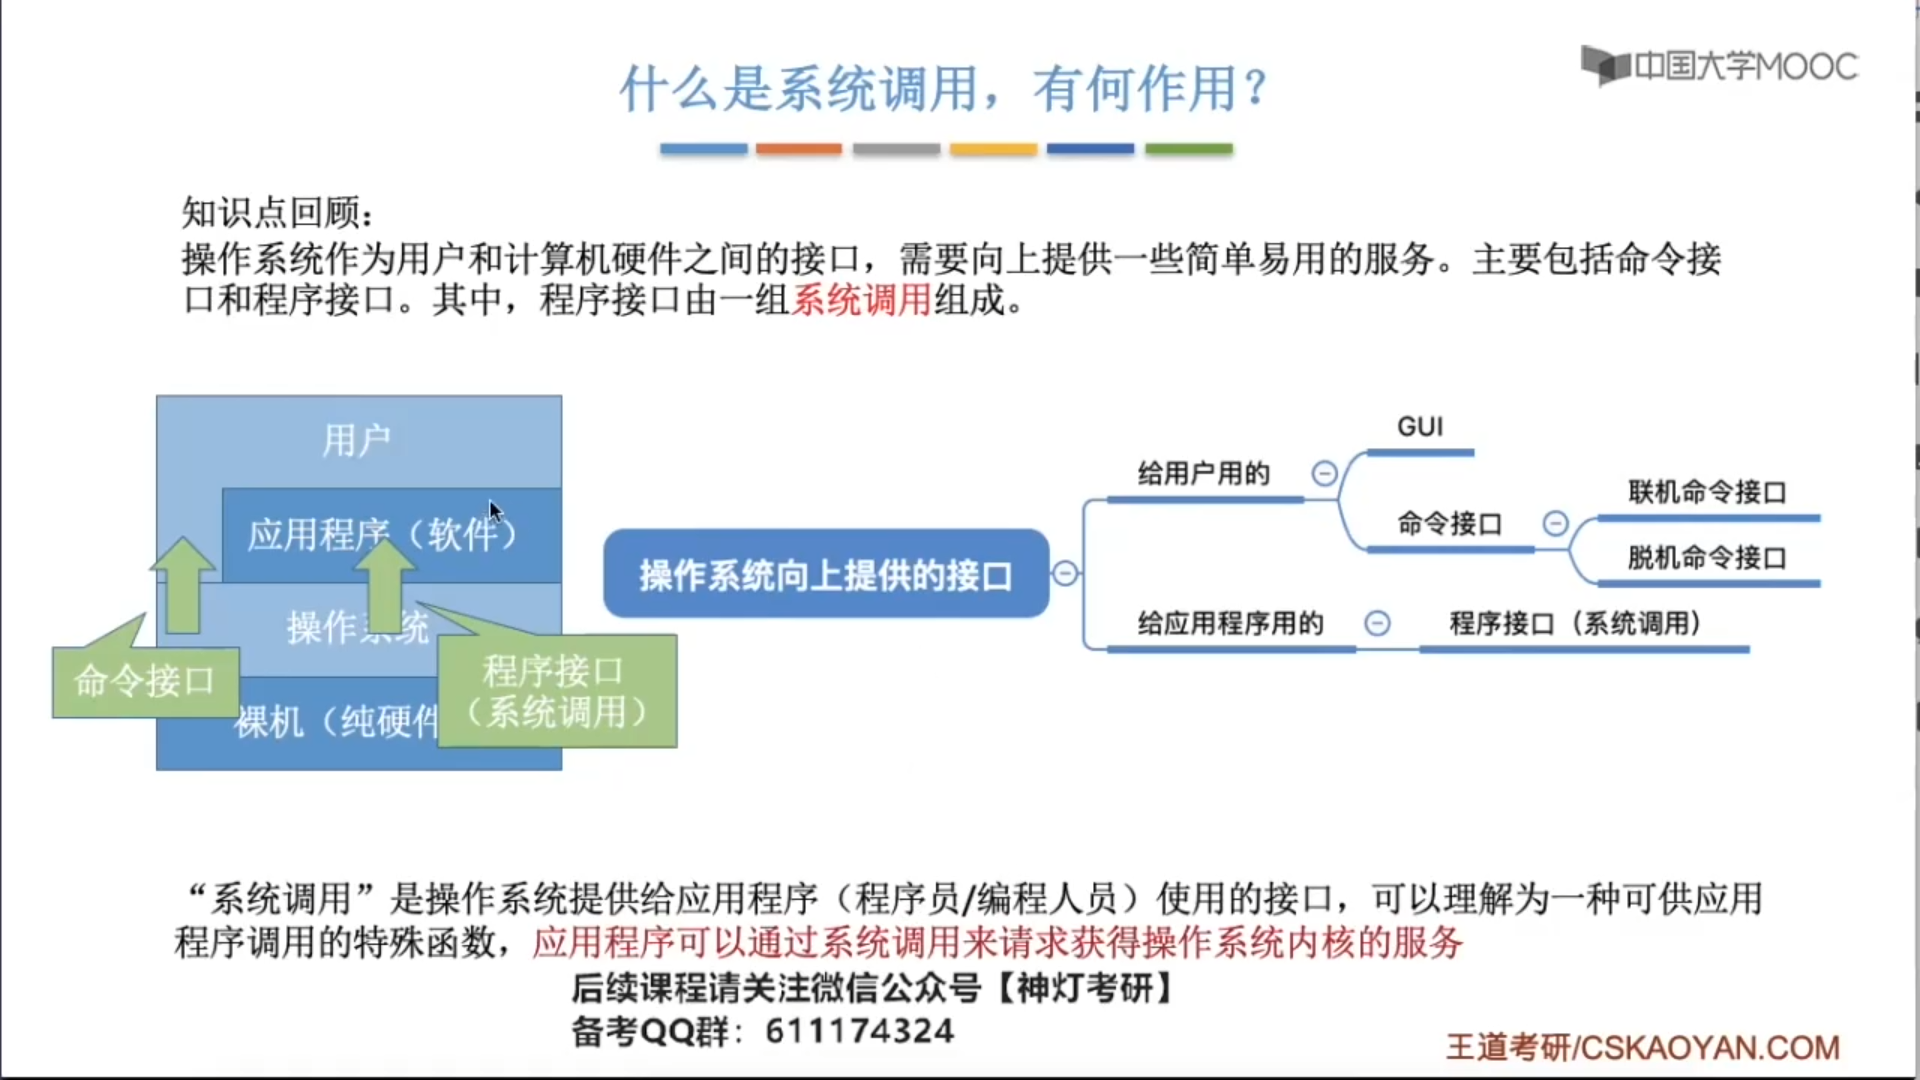 什么是系统调用，有何作用？
中国大学MOOC
知识点回顾：
操作系统作为用户和计算机硬件之间的接口，需要向上提供一些简单易用的服务。主要包括命令接
口和程序接口。其中，程序接口由一组系统调用组成。
用户
应用程序（软件）
操作系统
裸机（纯硬件
命令接口
程序接口
（系统调用）
操作系统向上提供的接口
给用户用的
GUI
命令接口
联机命令接口
脱机命令接口
给应用程序用的
程序接口（系统调用）
“系统调用”是操作系统提供给应用程序（程序员/编程人员）使用的接口，可以理解为一种可供应用
程序调用的特殊函数，应用程序可以通过系统调用来请求获得操作系统内核的服务
后续课程请关注微信公众号【神灯考研】
备考QQ群：611174324
王道考研/CSKAOYAN.COM